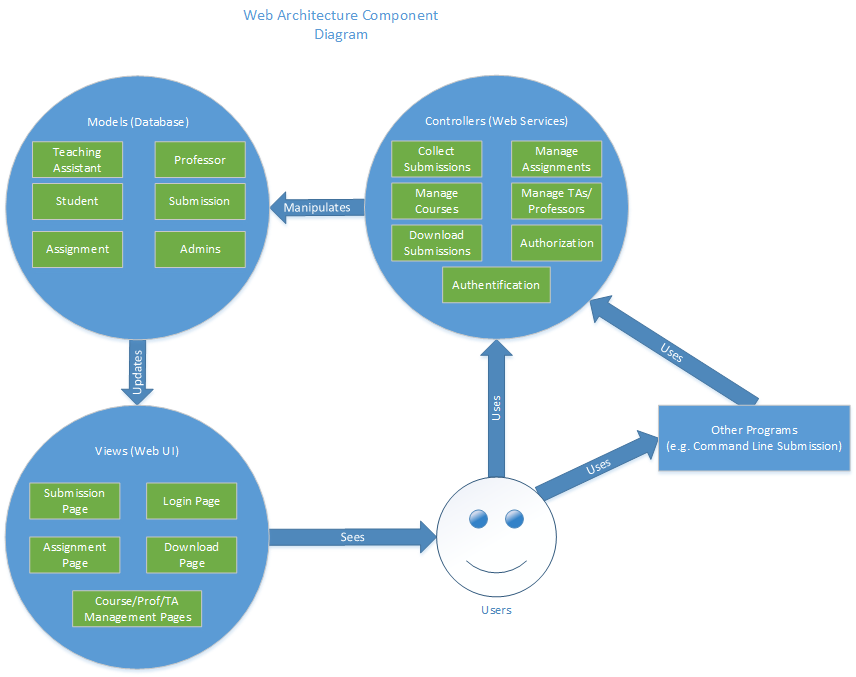 Web Architecture Component
Diagram
Models (Database)
Teaching
Assistant
Professor
Student
Submission
Assignment
Admins
Manipulates
Controllers (Web Services)
Collect
Submissions
Manage
Assignments
Manage
Courses
Manage TAs/
Professors
Download
Submissions
Authorization
Authentification
Updates
Uses
Uses
Uses
Other Programs
(e.g. Command Line Submission)
Views (Web UI)
Submission
Page
Login Page
Assignment
Page
Download
Page
Course/Prof/TA
Management Pages
Sees
Users